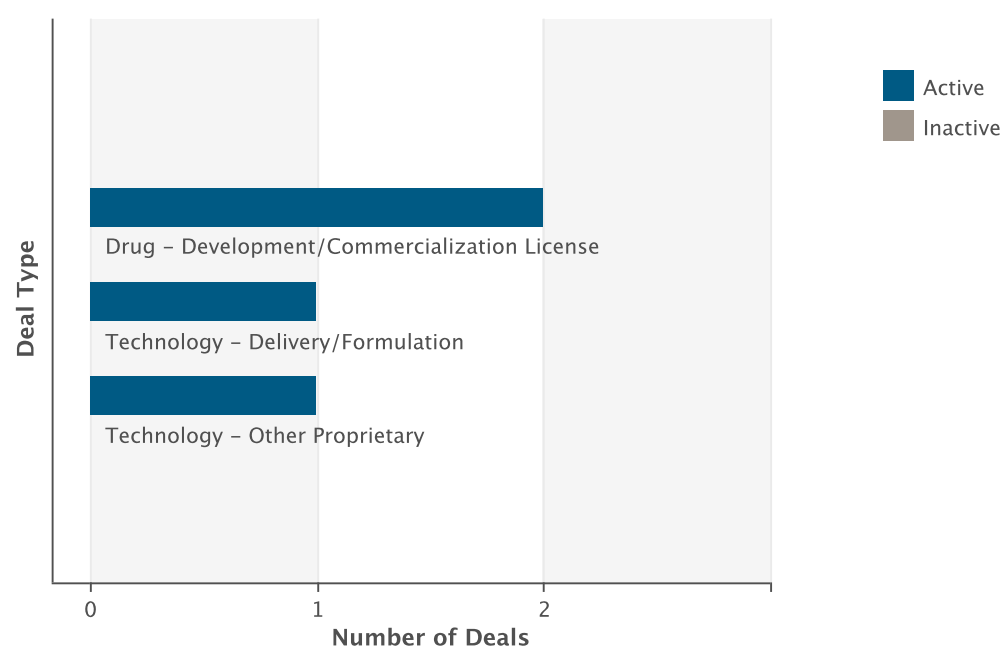 Active
Inactive
Deal Type
Drug – Development/Commercialization License
Technology – Delivery/Formulation
Technology – Other Proprietary
0 1 2
Number of Deals